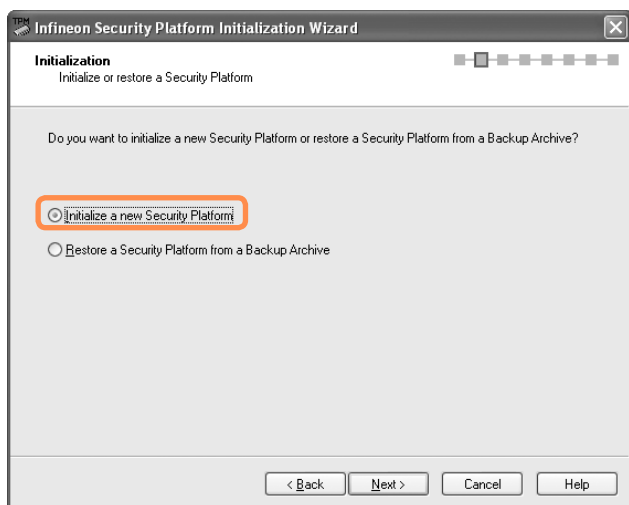 TPM
Infineon Security Platform Initialization Wizard
Initialization
Initialize or restore a Security Platform
Do you want to initialize a new Security Platform or restore a Security Platform from a Backup Archive?
Initialize a new Security Platform
Restore a Security Platform from a Backup Archive
< Back Next > Cancel Help